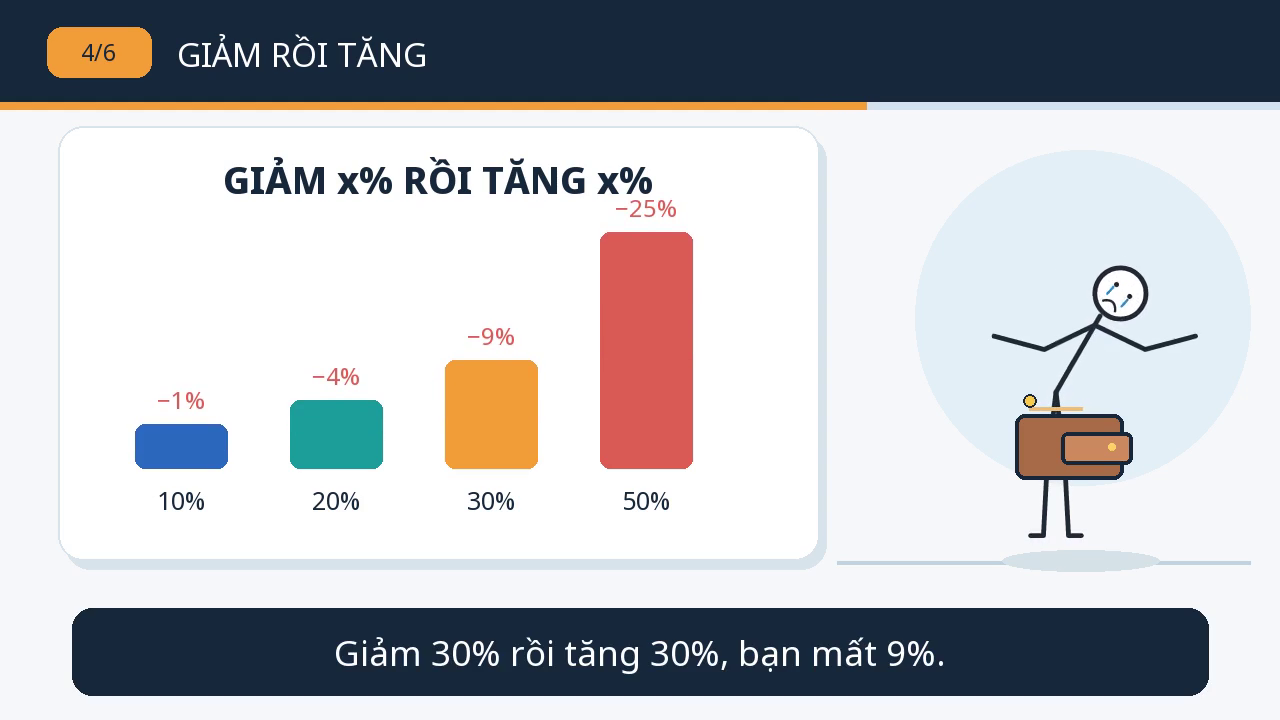 4/6
GIẢM RỒI TĂNG
GIẢM x% RỒI TĂNG x%
−25%
−9%
−4%
−1%
10% 20% 30% 50%
Giảm 30% rồi tăng 30%, bạn mất 9%.